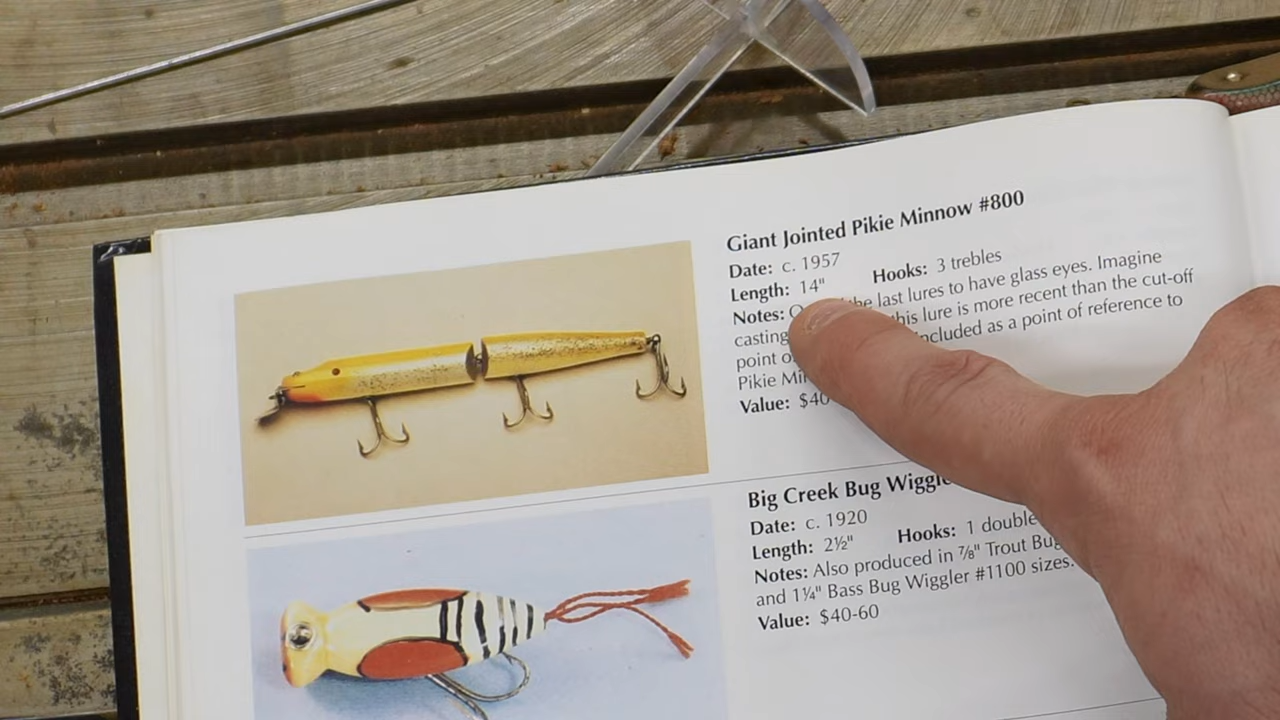 Giant Jointed Pikie Minnow #800
Date: c. 1957
Length: 14" Hooks: 3 trebles
Notes: the last lures to have glass eyes. Imagine
casting this lure is more recent than the cut-off
point included as a point of reference to
Pikie
Value: $40
Big Creek Bug
Date: c. 1920
Length: 2½" Hooks: 1 double
Notes: Also produced in ⅞" Trout Bug
and 1¼" Bass Bug Wiggler #1100 sizes.
Value: $40-60